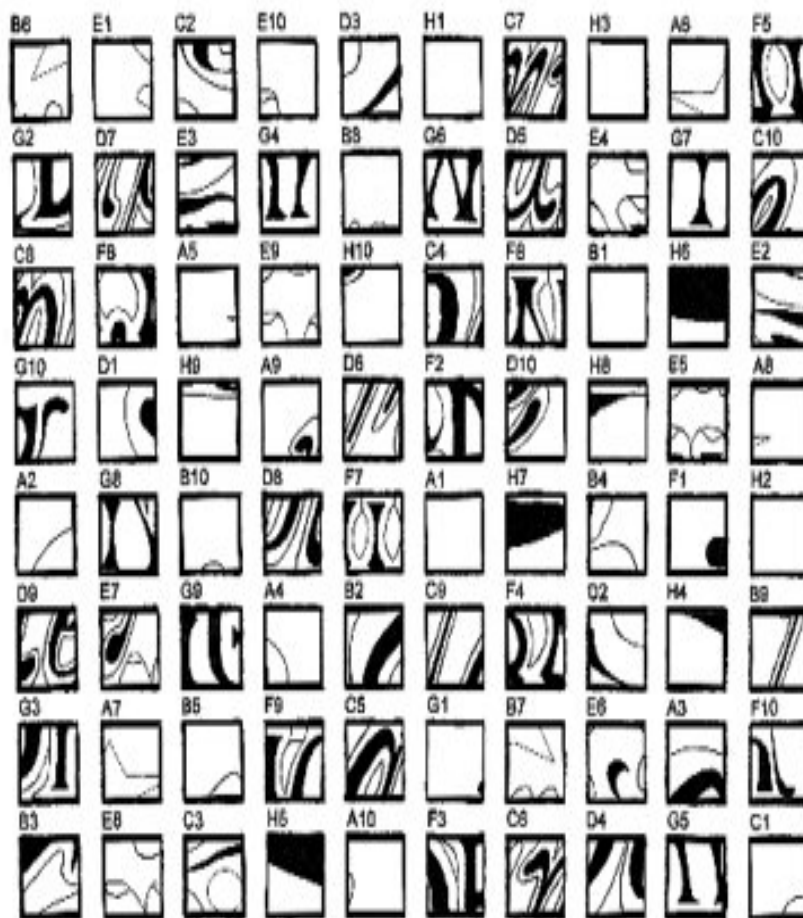 B6 E1 C2 E10 D3 H1 C7 H3 A6 F5
G2 D7 E3 G4 B8 G6 D5 E4 G7 C10
C8 F6 A5 E9 H10 C4 F8 B1 H6 E2
G10 D1 H9 A9 D6 F2 D10 H8 E5 A8
A2 G8 B10 D8 F7 A1 H7 B4 F1 H2
D9 E7 G9 A4 B2 C9 F4 D2 H4 B9
G3 A7 B5 F9 C5 G1 B7 E6 A3 F10
B3 E8 C3 H5 A10 F3 C6 D4 G5 C1